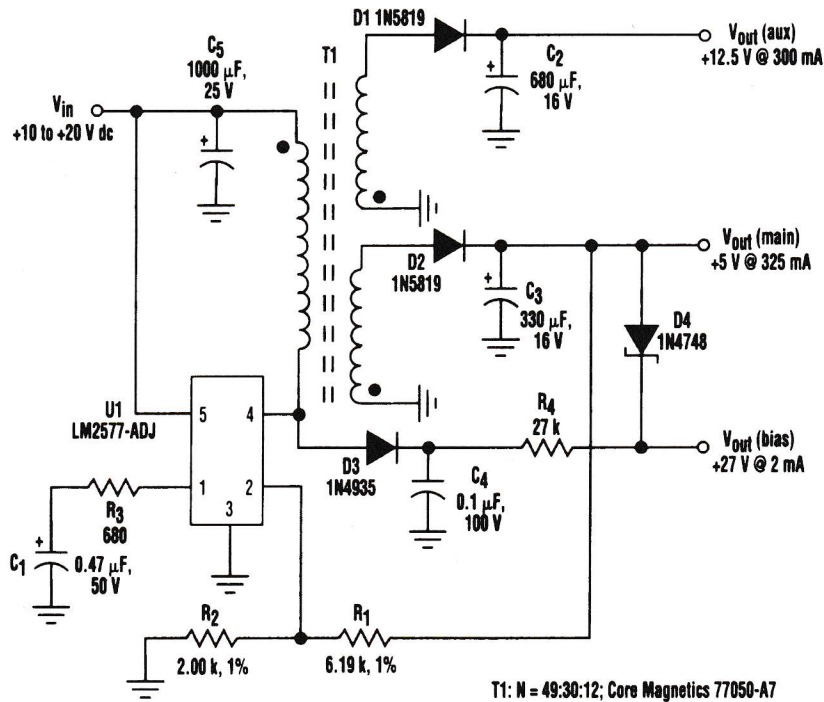 D1 1N5819
Vout (aux)
+12.5 V @ 300 mA
C5
1000 µF,
25 V
T1
C2
680 µF,
16 V
+
Vin
+10 to +20 V dc
+
D2
1N5819
Vout (main)
+5 V @ 325 mA
+
C3
330 µF,
16 V
D4
1N4748
U1
LM2577-ADJ
5
4
1
2
3
R4
27 k
Vout (bias)
+27 V @ 2 mA
D3
1N4935
C4
0.1 µF,
100 V
R3
680
+
C1
0.47 µF,
50 V
R2
2.00 k, 1%
R1
6.19 k, 1%
T1: N = 49:30:12; Core Magnetics 77050-A7